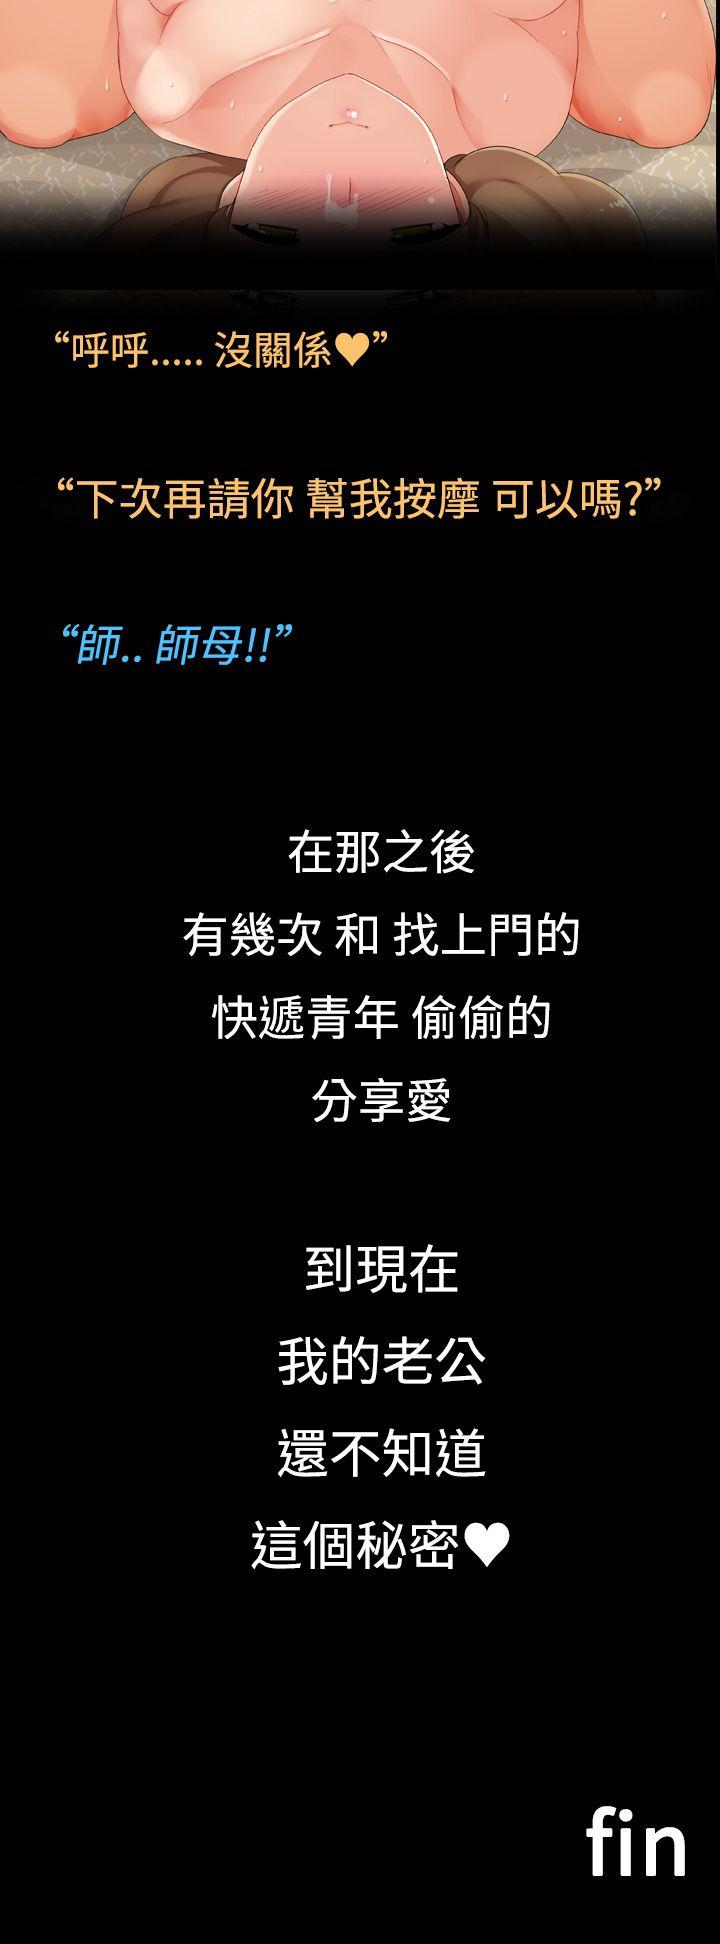 “呼呼..... 沒關係♥”
“下次再請你 幫我按摩 可以嗎?”
“師.. 師母!!”
在那之後
有幾次 和 找上門的
快遞青年 偷偷的
分享愛
到現在
我的老公
還不知道
這個秘密♥
fin